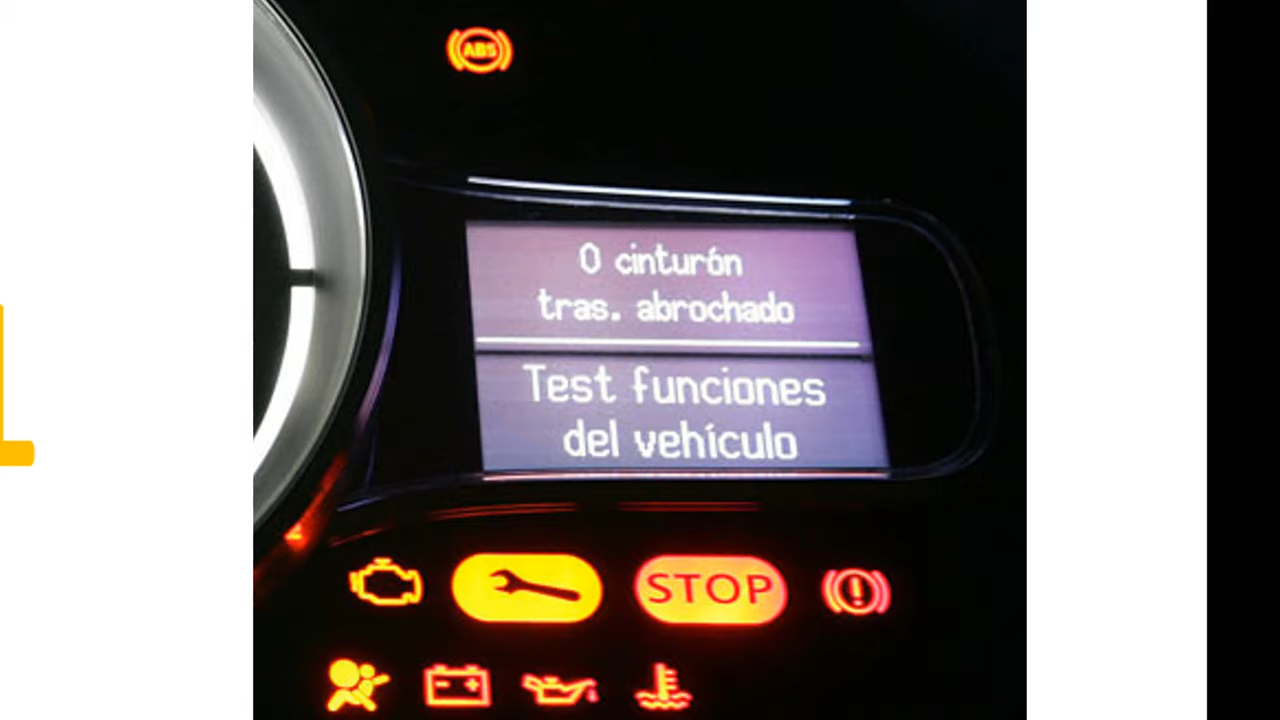 ABS
0 cinturón
tras. abrochado
Test funciones
del vehículo
STOP